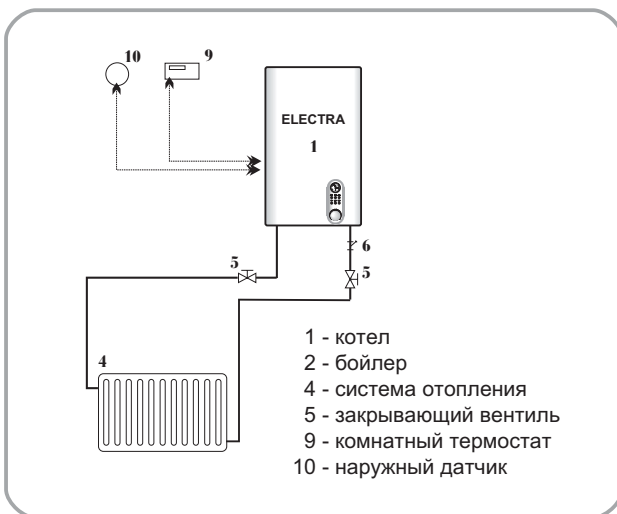 10
9
ELECTRA
1
6
5
5
4
1 - котел
2 - бойлер
4 - система отопления
5 - закрывающий вентиль
9 - комнатный термостат
10 - наружный датчик